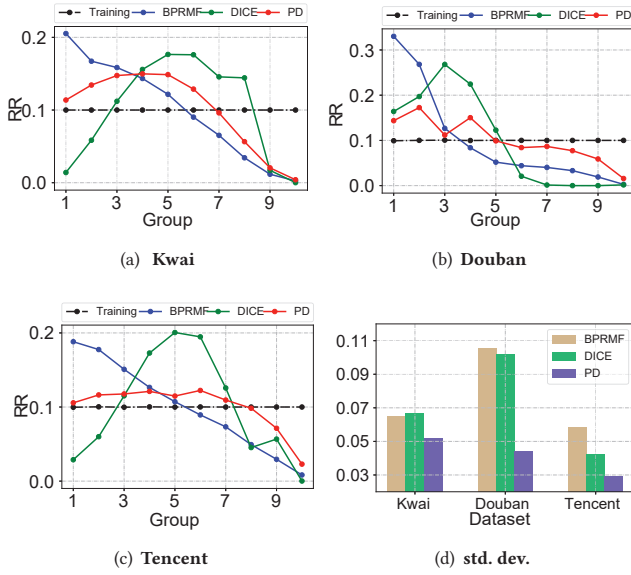 Training BPRMF DICE PD
0.2
0.1
0.0
RR
1 3 5 7 9
Group
(a) Kwai
Training BPRMF DICE PD
0.3
0.2
0.1
0.0
RR
1 3 5 7 9
Group
(b) Douban
Training BPRMF DICE PD
0.2
0.1
0.0
RR
1 3 5 7 9
Group
(c) Tencent
BPRMF
DICE
PD
0.11
0.09
0.07
0.05
0.03
Kwai Douban Tencent
Dataset
(d) std. dev.